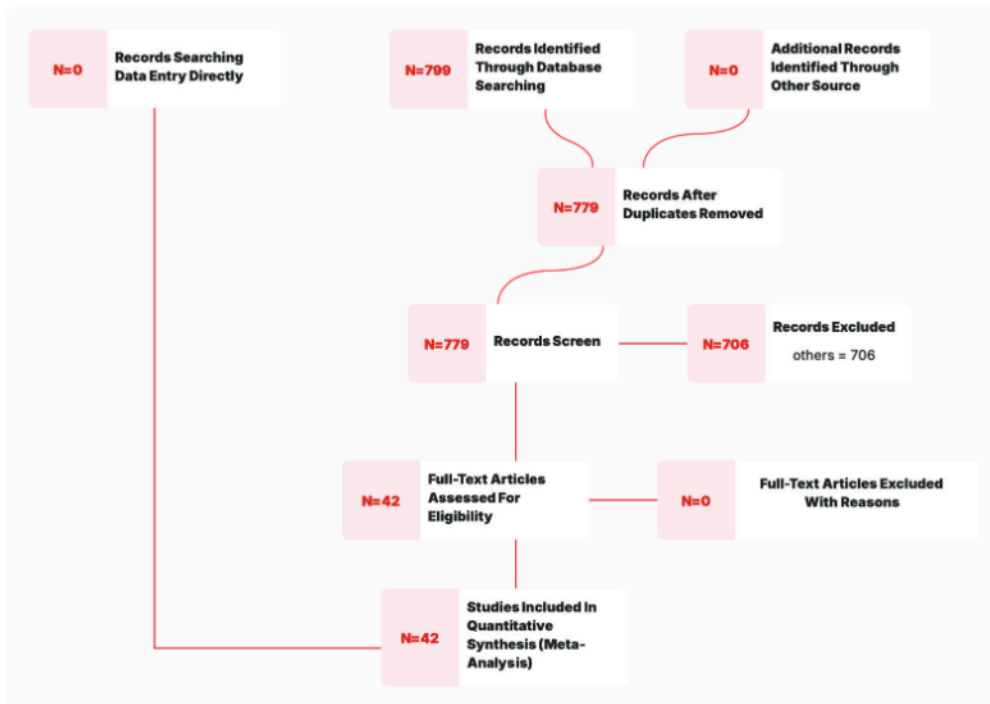 N=0
Records Searching
Data Entry Directly
N=799
Records Identified
Through Database
Searching
N=0
Additional Records
Identified Through
Other Source
N=779
Records After
Duplicates Removed
N=779
Records Screen
N=706
Records Excluded
others = 706
N=42
Full-Text Articles
Assessed For
Eligibility
N=0
Full-Text Articles Excluded
With Reasons
N=42
Studies Included In
Quantitative
Synthesis (Meta-
Analysis)